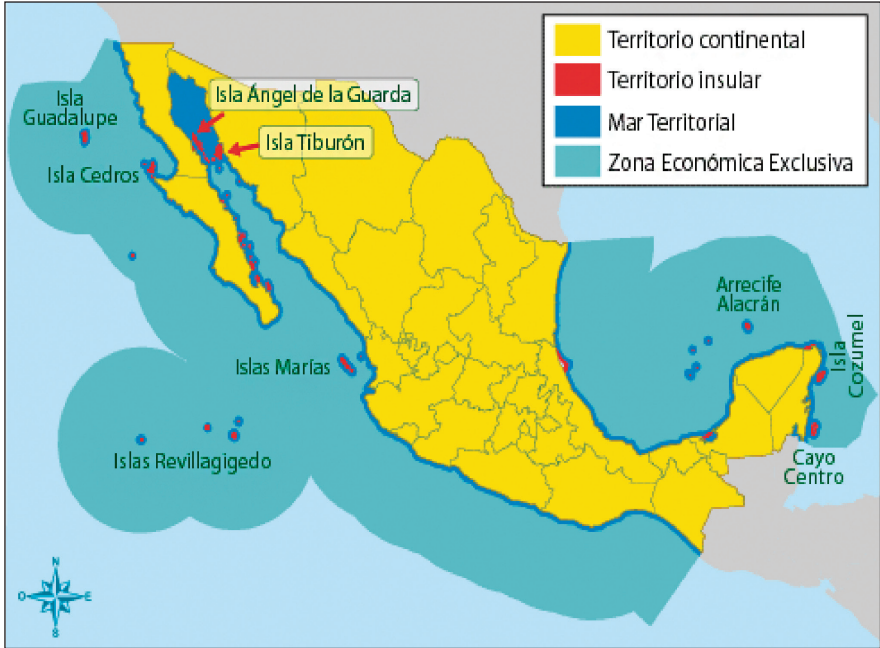 Territorio continental
Territorio insular
Mar Territorial
Zona Económica Exclusiva
Isla Ángel de la Guarda
Isla
Guadalupe
Isla Tiburón
Isla Cedros
Arrecife
Alacrán
Isla
Cozumel
Islas Marías
Islas Revillagigedo
Cayo
Centro
N
O
E
S